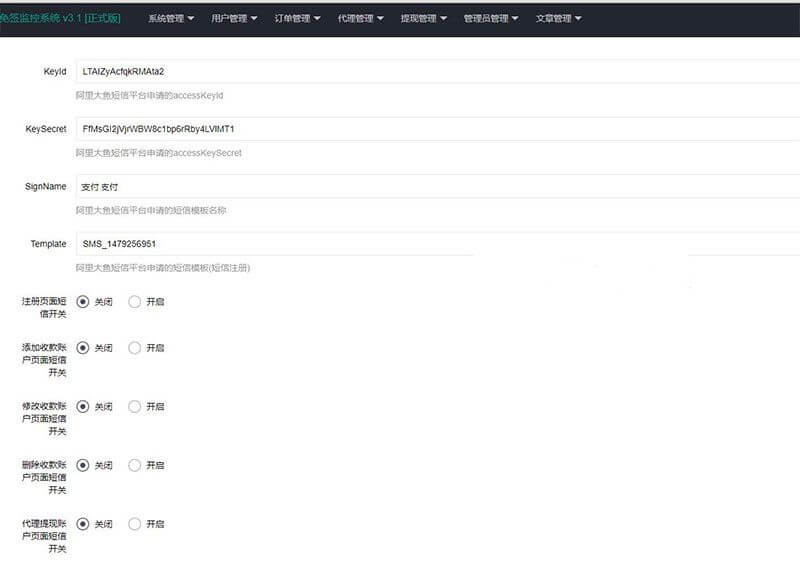 免签监控系统 v3.1 [正式版] 系统管理 用户管理 订单管理 代理管理 提现管理 管理员管理 文章管理
KeyId LTAIZyAcfqkRMAta2
阿里大鱼短信平台申请的accessKeyId
KeySecret FfMsGI2jVjrWBW8c1bp6rRby4LVlMT1
阿里大鱼短信平台申请的accessKeySecret
SignName 支付 支付
阿里大鱼短信平台申请的短信模板名称
Template SMS_1479256951
阿里大鱼短信平台申请的短信模板(短信注册)
注册页面短 关闭 开启
信开关
添加收款账 关闭 开启
户页面短信
开关
修改收款账 关闭 开启
户页面短信
开关
删除收款账 关闭 开启
户页面短信
开关
代理提现账 关闭 开启
户页面短信
开关